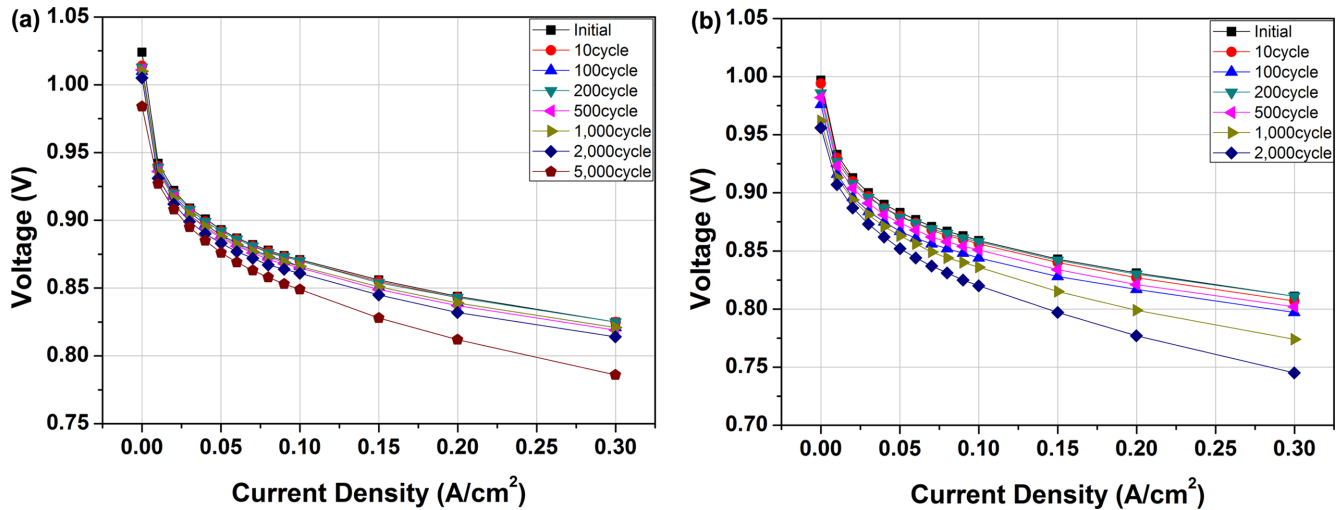 (a)
Voltage (V)
1.05
1.00
0.95
0.90
0.85
0.80
0.75
Initial
10cycle
100cycle
200cycle
500cycle
1,000cycle
2,000cycle
5,000cycle
0.00 0.05 0.10 0.15 0.20 0.25 0.30
Current Density (A/cm²)
(b)
Voltage (V)
1.05
1.00
0.95
0.90
0.85
0.80
0.75
0.70
Initial
10cycle
100cycle
200cycle
500cycle
1,000cycle
2,000cycle
0.00 0.05 0.10 0.15 0.20 0.25 0.30
Current Density (A/cm²)